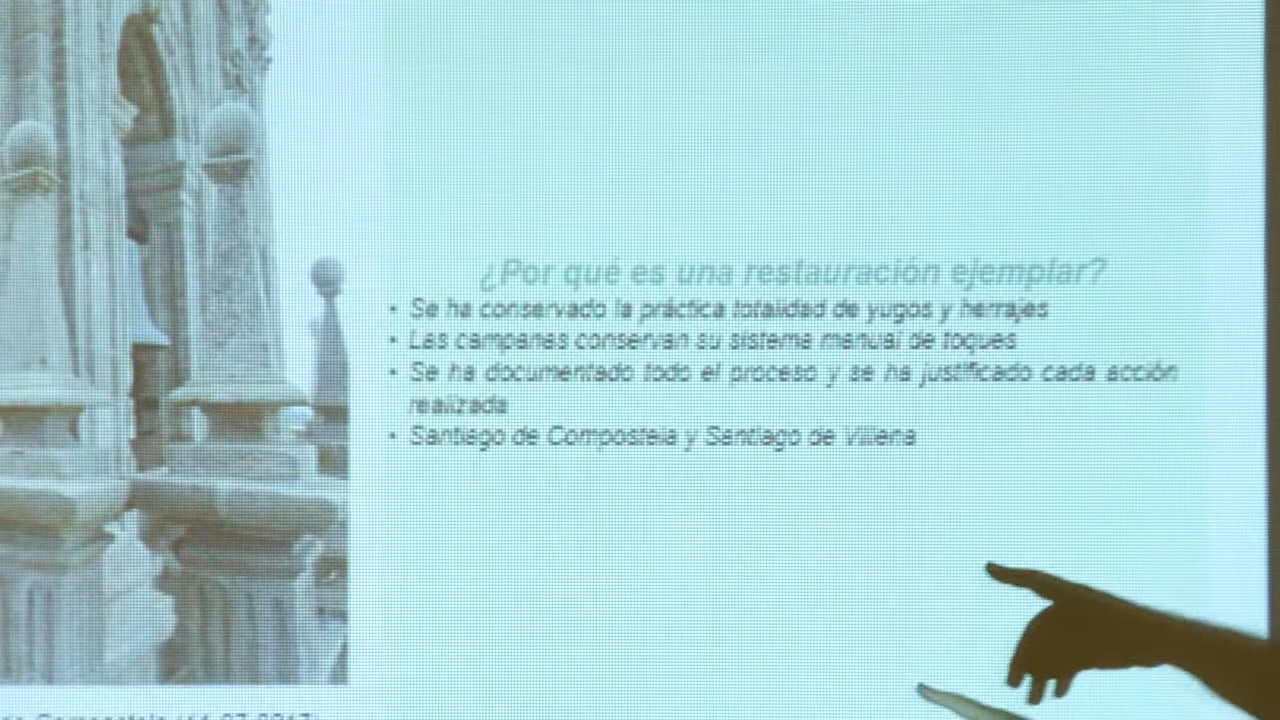 ¿Por qué es una restauración ejemplar?
• Se ha conservado la práctica totalidad de yugos y herrajes
• Las campanas conservan su sistema manual de toques
• Se ha documentado todo el proceso y se ha justificado cada acción
realizada
• Santiago de Compostela y Santiago de Villena
Compostela